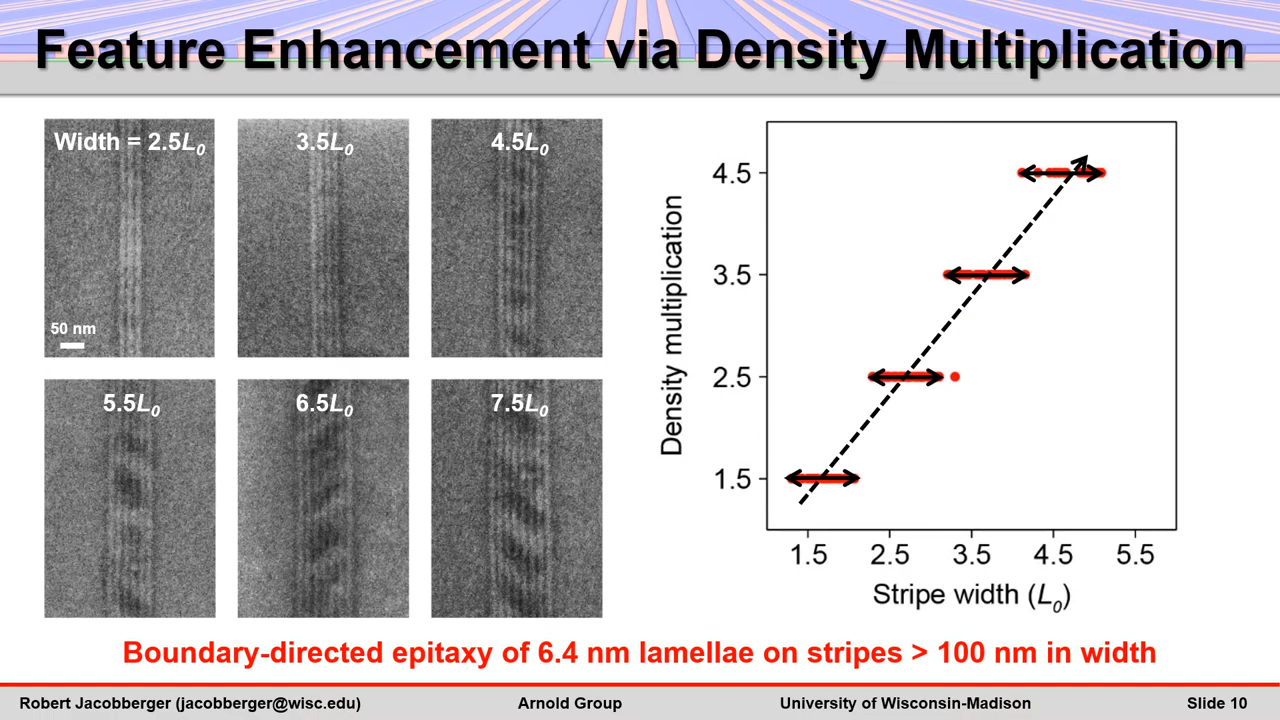 Feature Enhancement via Density Multiplication
Width = 2.5L₀
3.5L₀
4.5L₀
50 nm
5.5L₀
6.5L₀
7.5L₀
Density multiplication
4.5
3.5
2.5
1.5
1.5 2.5 3.5 4.5 5.5
Stripe width (L₀)
Boundary-directed epitaxy of 6.4 nm lamellae on stripes > 100 nm in width
Robert Jacobberger (jacobberger@wisc.edu) Arnold Group University of Wisconsin-Madison Slide 10